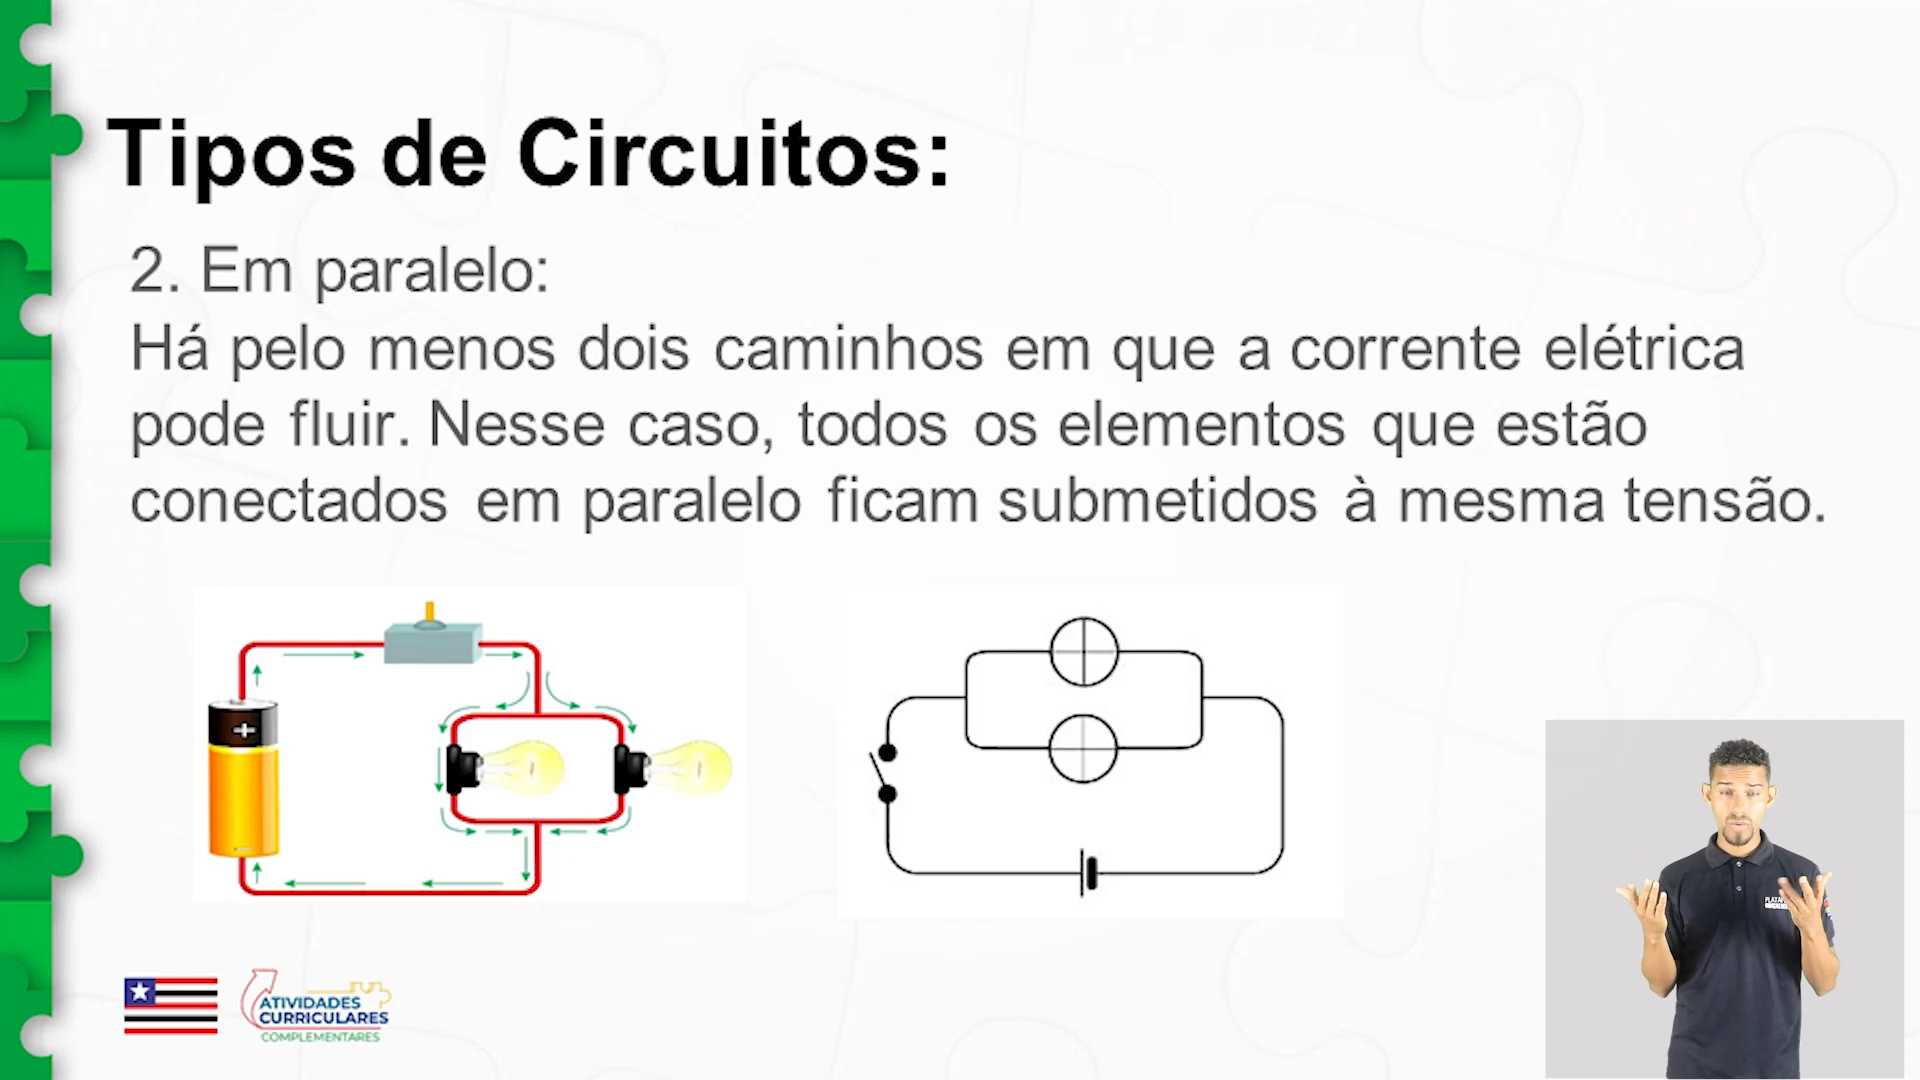 Tipos de Circuitos:
2. Em paralelo:
Há pelo menos dois caminhos em que a corrente elétrica
pode fluir. Nesse caso, todos os elementos que estão
conectados em paralelo ficam submetidos à mesma tensão.
+
-
ATIVIDADES
CURRICULARES
COMPLEMENTARES